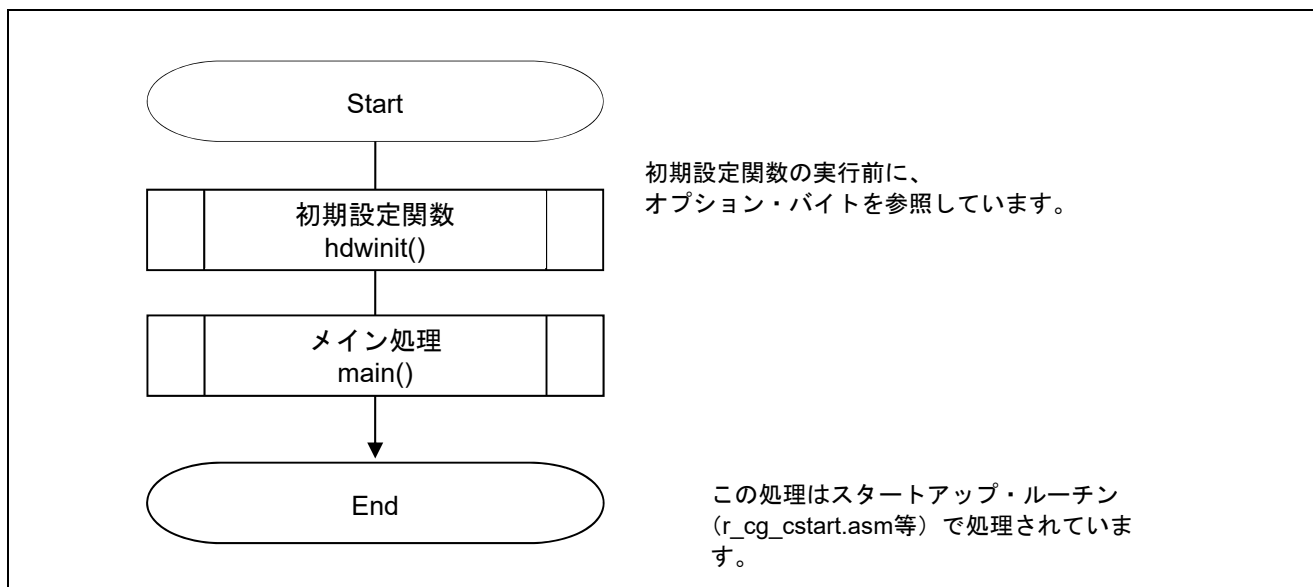 Start
初期設定関数の実行前に、
オプション・バイトを参照しています。
初期設定関数
hdwinit()
メイン処理
main()
End
この処理はスタートアップ・ルーチン
（r_cg_cstart.asm等）で処理されていま
す。